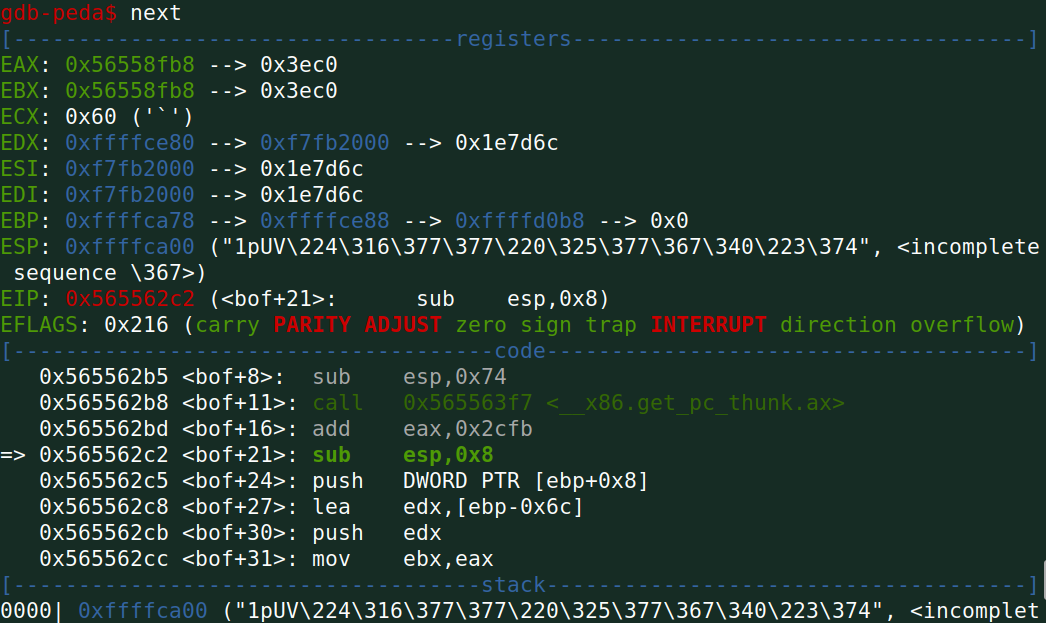 gdb-peda$ next
[----------------------------------registers-----------------------------------]
EAX: 0x56558fb8 --> 0x3ec0
EBX: 0x56558fb8 --> 0x3ec0
ECX: 0x60 ('`')
EDX: 0xffffce80 --> 0xf7fb2000 --> 0x1e7d6c
ESI: 0xf7fb2000 --> 0x1e7d6c
EDI: 0xf7fb2000 --> 0x1e7d6c
EBP: 0xffffca78 --> 0xffffce88 --> 0xffffd0b8 --> 0x0
ESP: 0xffffca00 ("1pUV\224\316\377\377\220\325\377\367\340\223\374", <incomplete
 sequence \367>)
EIP: 0x565562c2 (<bof+21>:      sub    esp,0x8)
EFLAGS: 0x216 (carry PARITY ADJUST zero sign trap INTERRUPT direction overflow)
[-------------------------------------code-------------------------------------]
   0x565562b5 <bof+8>:  sub    esp,0x74
   0x565562b8 <bof+11>: call   0x565563f7 <__x86.get_pc_thunk.ax>
   0x565562bd <bof+16>: add    eax,0x2cfb
=> 0x565562c2 <bof+21>: sub    esp,0x8
   0x565562c5 <bof+24>: push   DWORD PTR [ebp+0x8]
   0x565562c8 <bof+27>: lea    edx,[ebp-0x6c]
   0x565562cb <bof+30>: push   edx
   0x565562cc <bof+31>: mov    ebx,eax
[------------------------------------stack-------------------------------------]
0000| 0xffffca00 ("1pUV\224\316\377\377\220\325\377\367\340\223\374", <incomplet